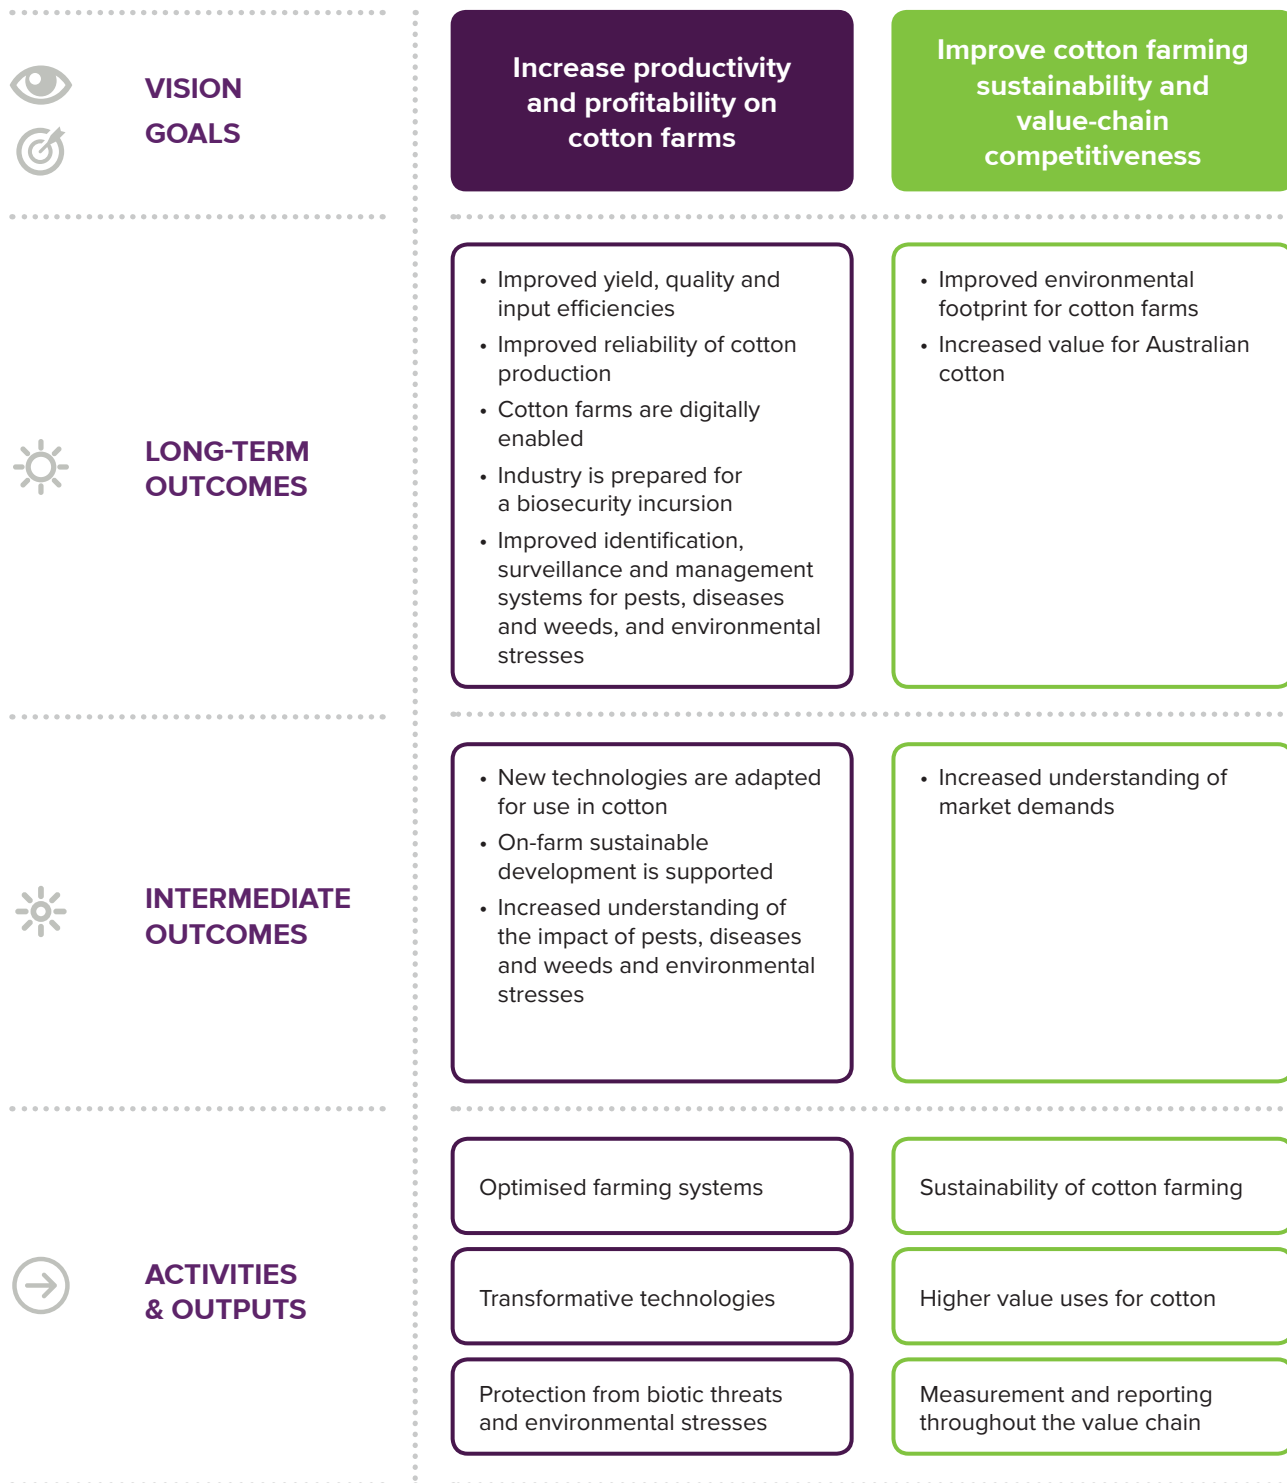 VISION
GOALS
Increase productivity
and profitability on
cotton farms
Improve cotton farming
sustainability and
value-chain
competitiveness
LONG-TERM
OUTCOMES
• Improved yield, quality and
input efficiencies
• Improved reliability of cotton
production
• Cotton farms are digitally
enabled
• Industry is prepared for
a biosecurity incursion
• Improved identification,
surveillance and management
systems for pests, diseases
and weeds, and environmental
stresses
• Improved environmental
footprint for cotton farms
• Increased value for Australian
cotton
INTERMEDIATE
OUTCOMES
• New technologies are adapted
for use in cotton
• On-farm sustainable
development is supported
• Increased understanding of
the impact of pests, diseases
and weeds and environmental
stresses
• Increased understanding of
market demands
ACTIVITIES
& OUTPUTS
Optimised farming systems
Sustainability of cotton farming
Transformative technologies
Higher value uses for cotton
Protection from biotic threats
and environmental stresses
Measurement and reporting
throughout the value chain